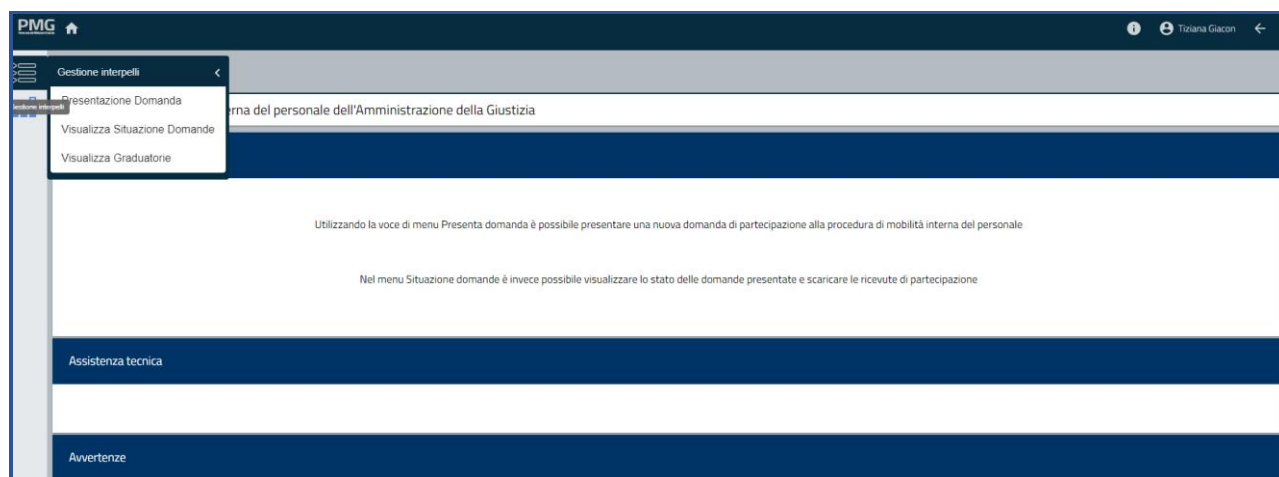 PMG
Tiziana Giacon
Gestione interpelli
Presentazione Domanda
Visualizza Situazione Domande
Visualizza Graduatorie
Gestione interpelli
erna del personale dell'Amministrazione della Giustizia
Utilizzando la voce di menu Presenta domanda è possibile presentare una nuova domanda di partecipazione alla procedura di mobilità interna del personale
Nel menu Situazione domande è invece possibile visualizzare lo stato delle domande presentate e scaricare le ricevute di partecipazione
Assistenza tecnica
Avvertenze